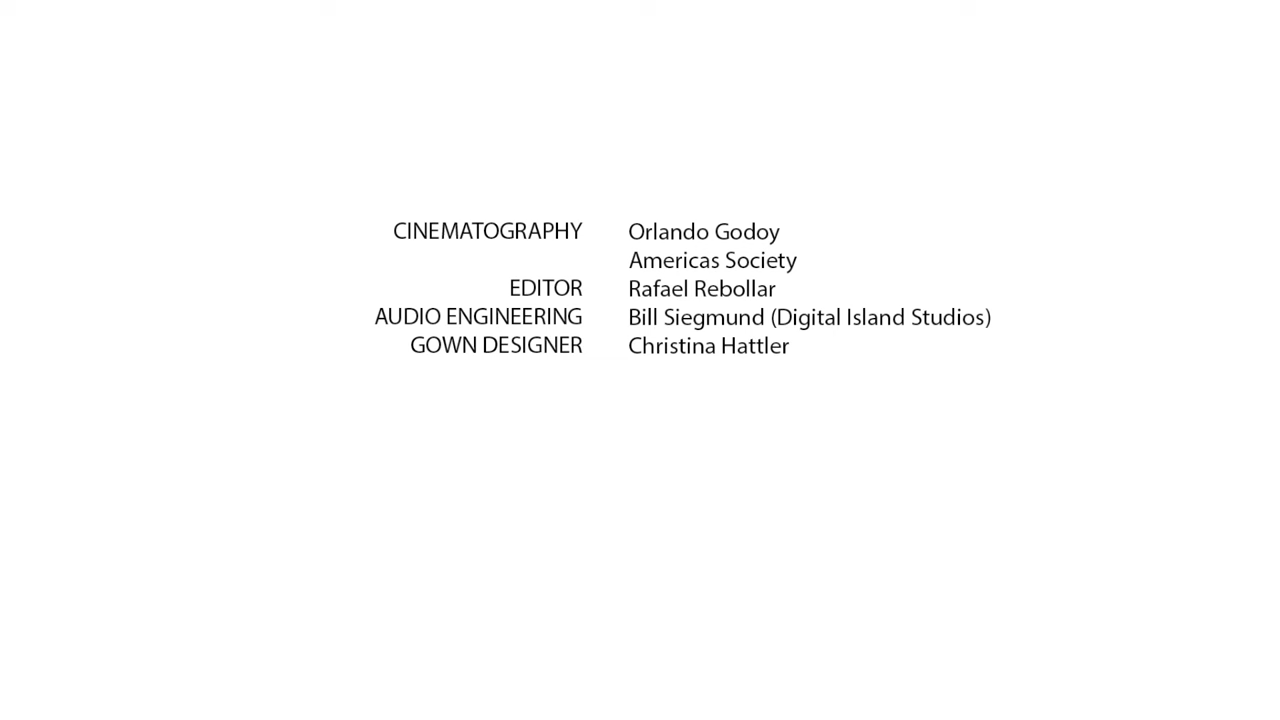 CINEMATOGRAPHY Orlando Godoy
Americas Society
EDITOR Rafael Rebollar
AUDIO ENGINEERING Bill Siegmund (Digital Island Studios)
GOWN DESIGNER Christina Hattler